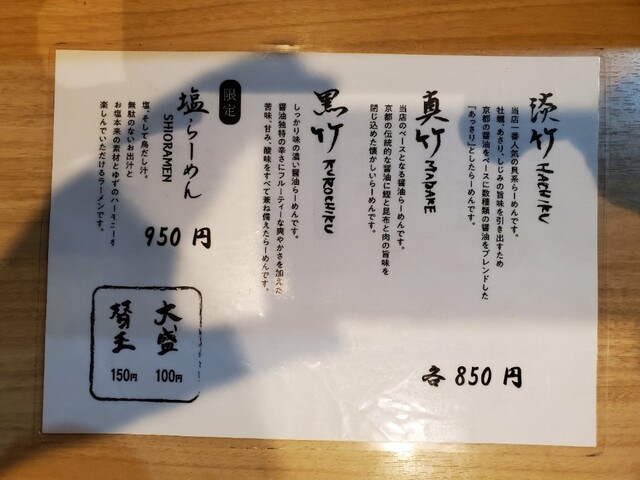 淡竹 HACHIKU
当店一番人気の貝系らーめんです。
牡蠣、あさり、しじみの旨味を引き出すため
京都の醤油をベースに数種類の醤油をブレンドした
『あっさり』としたらーめんです。
真竹 MADAKE
当店のベースとなる醤油らーめんです。
京都の伝統的な醤油に鰹と昆布と肉の旨味を
閉じ込めた懐かしいらーめんです。
黒竹 KUROCHIKU
しっかり味の濃い醤油らーめんです。
醤油独特の辛さにフルーティーな爽やかさを加えた
苦味、甘み、酸味をすべて兼ね備えたらーめんです。
各 850 円
限定
塩らーめん
SHIORAMEN
塩、そして鳥だし汁。
無駄のないお出汁と
お塩本来の素材とゆずのハーモニーを
楽しんでいただけるラーメンです。
950 円
大盛
100円
替玉
150円